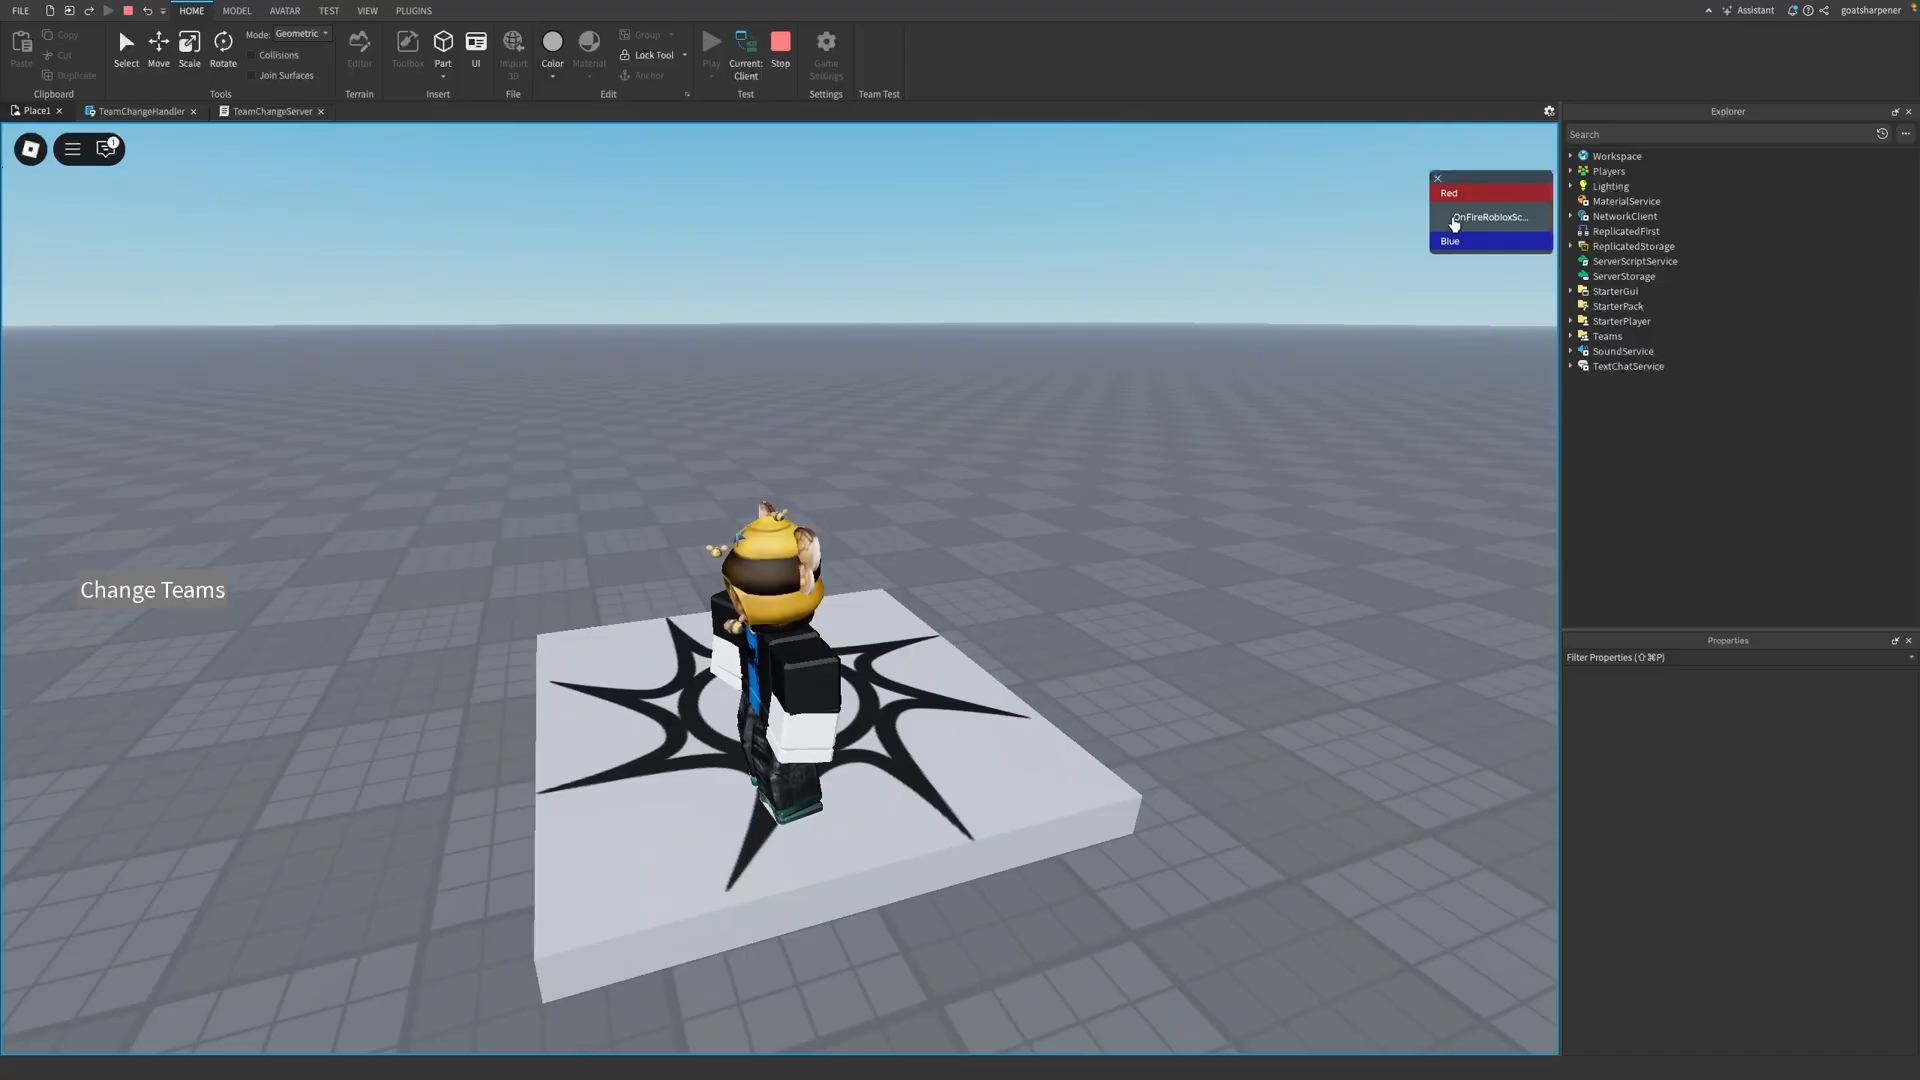 FILE HOME MODEL AVATAR TEST VIEW PLUGINS Assistant goatsharpener
Paste
Copy
Cut
Duplicate
Clipboard
Select Move Scale Rotate
Mode: Geometric
Collisions
Join Surfaces
Tools
Editor
Terrain
Toolbox Part UI
Insert
Import
3D
File
Color Material
Group
Lock Tool
Anchor
Edit
Play
Current:
Client
Stop
Test
Game
Settings
Settings
Team Test
Place1 TeamChangeHandler TeamChangeServer
1
Red
OnFireRobloxSc...
Blue
Change Teams
Explorer
Search
Workspace
Players
Lighting
MaterialService
NetworkClient
ReplicatedFirst
ReplicatedStorage
ServerScriptService
ServerStorage
StarterGui
StarterPack
StarterPlayer
Teams
SoundService
TextChatService
Properties
Filter Properties (⇧⌘P)